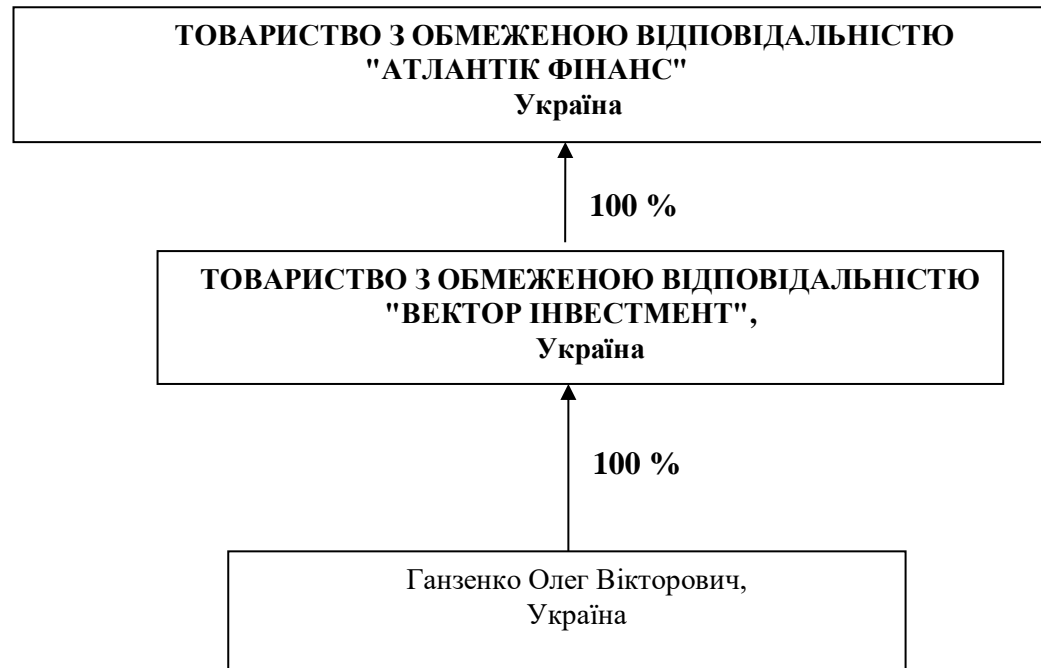 ТОВАРИСТВО З ОБМЕЖЕНОЮ ВІДПОВІДАЛЬНІСТЮ
"АТЛАНТІК ФІНАНС"
Україна
100 %
ТОВАРИСТВО З ОБМЕЖЕНОЮ ВІДПОВІДАЛЬНІСТЮ
"ВЕКТОР ІНВЕСТМЕНТ",
Україна
100 %
Ганзенко Олег Вікторович,
Україна